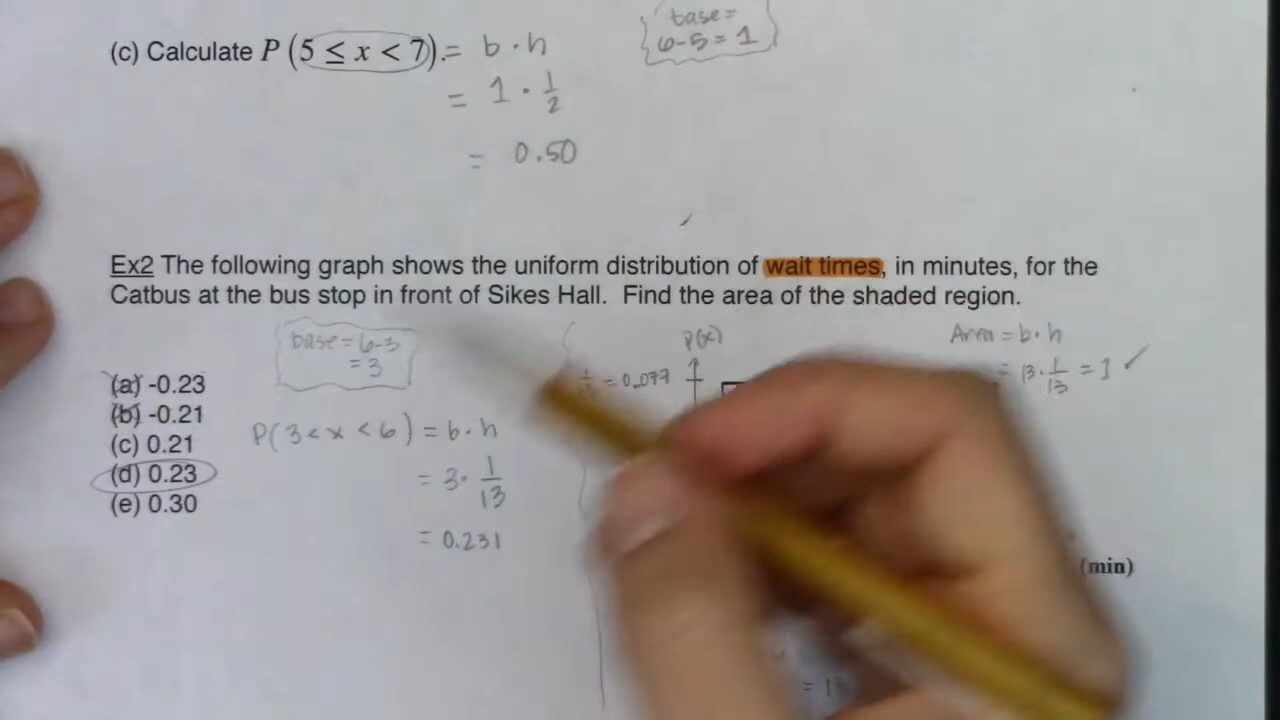 base =
6-5 = 1
(c) Calculate P (5 ≤ x < 7). = b · h
= 1 · 1/2
= 0.50
Ex2 The following graph shows the uniform distribution of wait times, in minutes, for the
Catbus at the bus stop in front of Sikes Hall. Find the area of the shaded region.
base = 6-3
= 3
(a) -0.23
(b) -0.21
(c) 0.21
(d) 0.23
(e) 0.30
P(3 < x < 6) = b · h
= 3 · 1/13
= 0.231
P(x)
= 0.077
Area = b · h
= 13 · 1/13 = 1 ✓
(min)